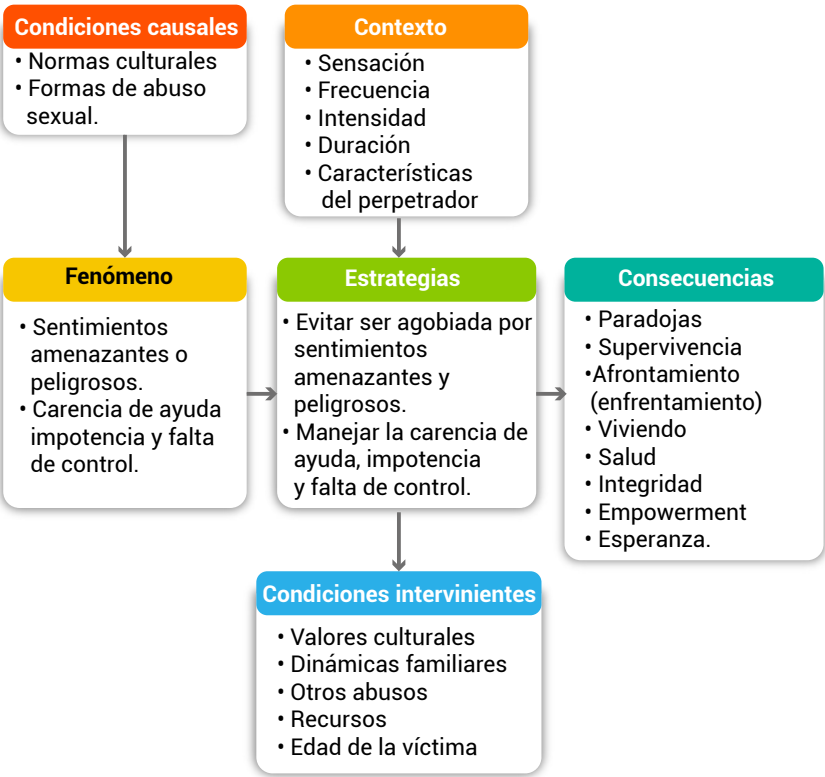 Condiciones causales
• Normas culturales
• Formas de abuso
sexual.
Contexto
• Sensación
• Frecuencia
• Intensidad
• Duración
• Características
del perpetrador
Fenómeno
• Sentimientos
amenazantes o
peligrosos.
• Carencia de ayuda
impotencia y falta
de control.
Estrategias
• Evitar ser agobiada por
sentimientos
amenazantes y
peligrosos.
• Manejar la carencia de
ayuda, impotencia
y falta de control.
Consecuencias
• Paradojas
• Supervivencia
•Afrontamiento
(enfrentamiento)
• Viviendo
• Salud
• Integridad
• Empowerment
• Esperanza.
Condiciones intervinientes
• Valores culturales
• Dinámicas familiares
• Otros abusos
• Recursos
• Edad de la víctima